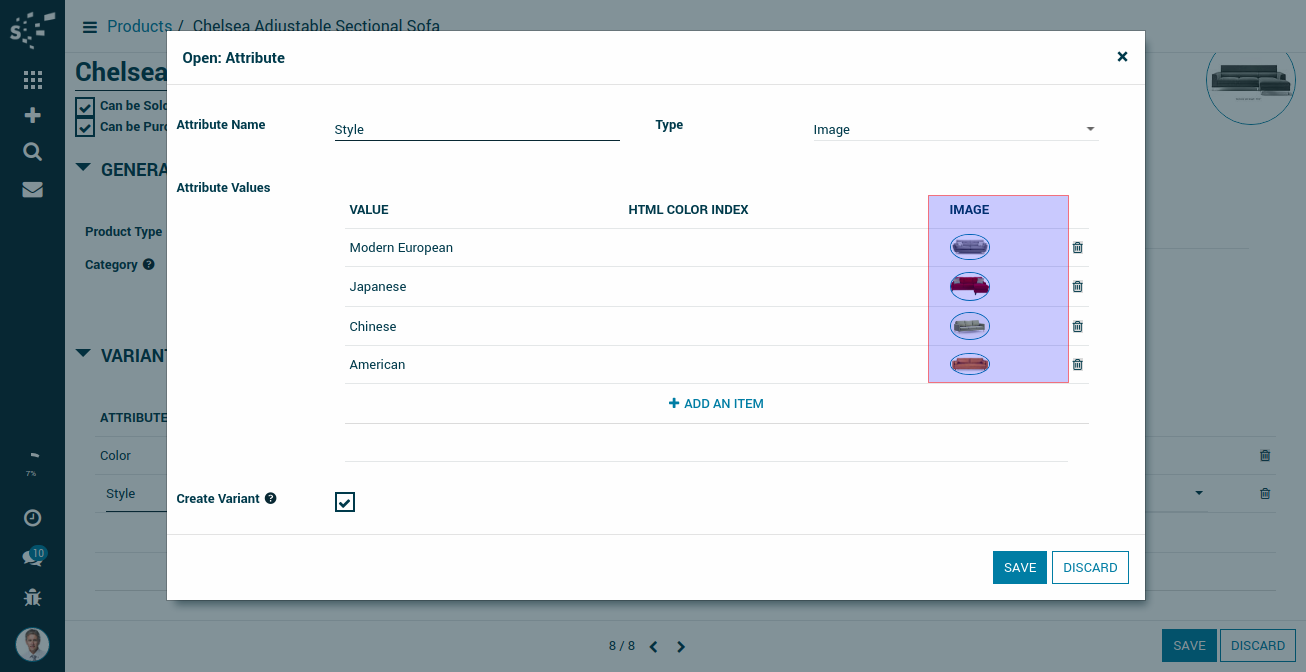 Products / Chelsea Adjustable Sectional Sofa
Open: Attribute
Chelsea
Can be Sold
Can be Purc
Attribute Name
Style
Type
Image
GENERA
Attribute Values
VALUE HTML COLOR INDEX IMAGE
Product Type
Modern European
Category
Japanese
Chinese
VARIANT
American
ADD AN ITEM
ATTRIBUTE
Color
7%
Style
Create Variant
10
SAVE DISCARD
8 / 8
SAVE DISCARD